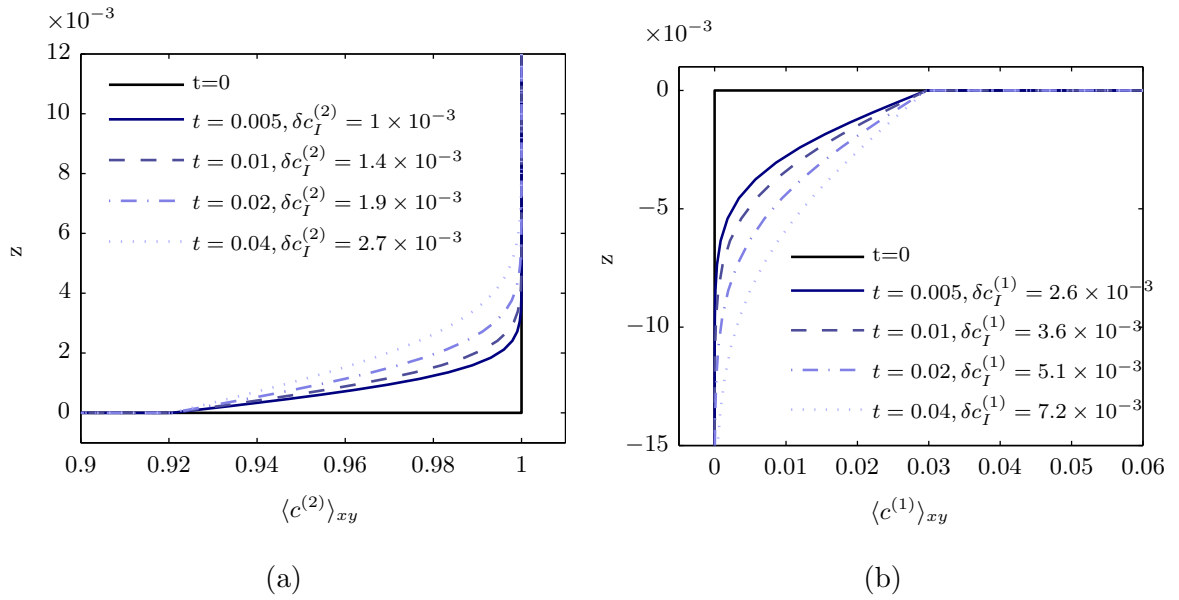 ×10⁻³
12
10
8
6
4
2
0
z
t=0
t = 0.005, δc_I^(2) = 1 × 10⁻³
t = 0.01, δc_I^(2) = 1.4 × 10⁻³
t = 0.02, δc_I^(2) = 1.9 × 10⁻³
t = 0.04, δc_I^(2) = 2.7 × 10⁻³
0.9 0.92 0.94 0.96 0.98 1
⟨c^(2)⟩_xy
(a)
×10⁻³
0
−5
−10
−15
z
t=0
t = 0.005, δc_I^(1) = 2.6 × 10⁻³
t = 0.01, δc_I^(1) = 3.6 × 10⁻³
t = 0.02, δc_I^(1) = 5.1 × 10⁻³
t = 0.04, δc_I^(1) = 7.2 × 10⁻³
0 0.01 0.02 0.03 0.04 0.05 0.06
⟨c^(1)⟩_xy
(b)